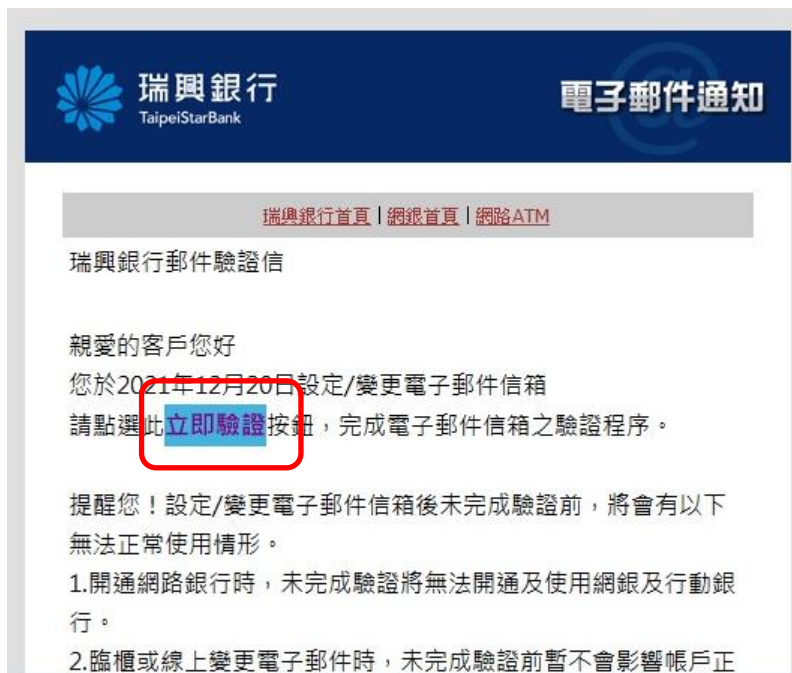 瑞興銀行
TaipeiStarBank
電子郵件通知
瑞興銀行首頁 | 網銀首頁 | 網路ATM
瑞興銀行郵件驗證信
親愛的客戶您好
您於2021年12月20日設定/變更電子郵件信箱
請點選此立即驗證按鈕，完成電子郵件信箱之驗證程序。
提醒您！設定/變更電子郵件信箱後未完成驗證前，將會有以下
無法正常使用情形。
1.開通網路銀行時，未完成驗證將無法開通及使用網銀及行動銀
行。
2.臨櫃或線上變更電子郵件時，未完成驗證前暫不會影響帳戶正